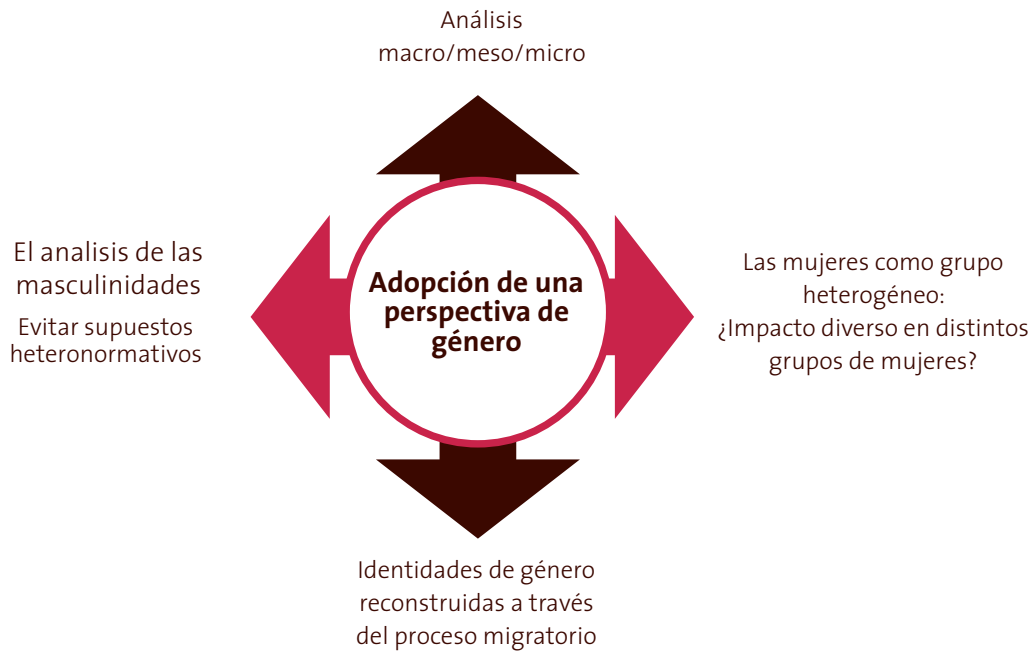 Análisis
macro/meso/micro
El analisis de las
masculinidades
Evitar supuestos
heteronormativos
Adopción de una
perspectiva de
género
Las mujeres como grupo
heterogéneo:
¿Impacto diverso en distintos
grupos de mujeres?
Identidades de género
reconstruidas a través
del proceso migratorio